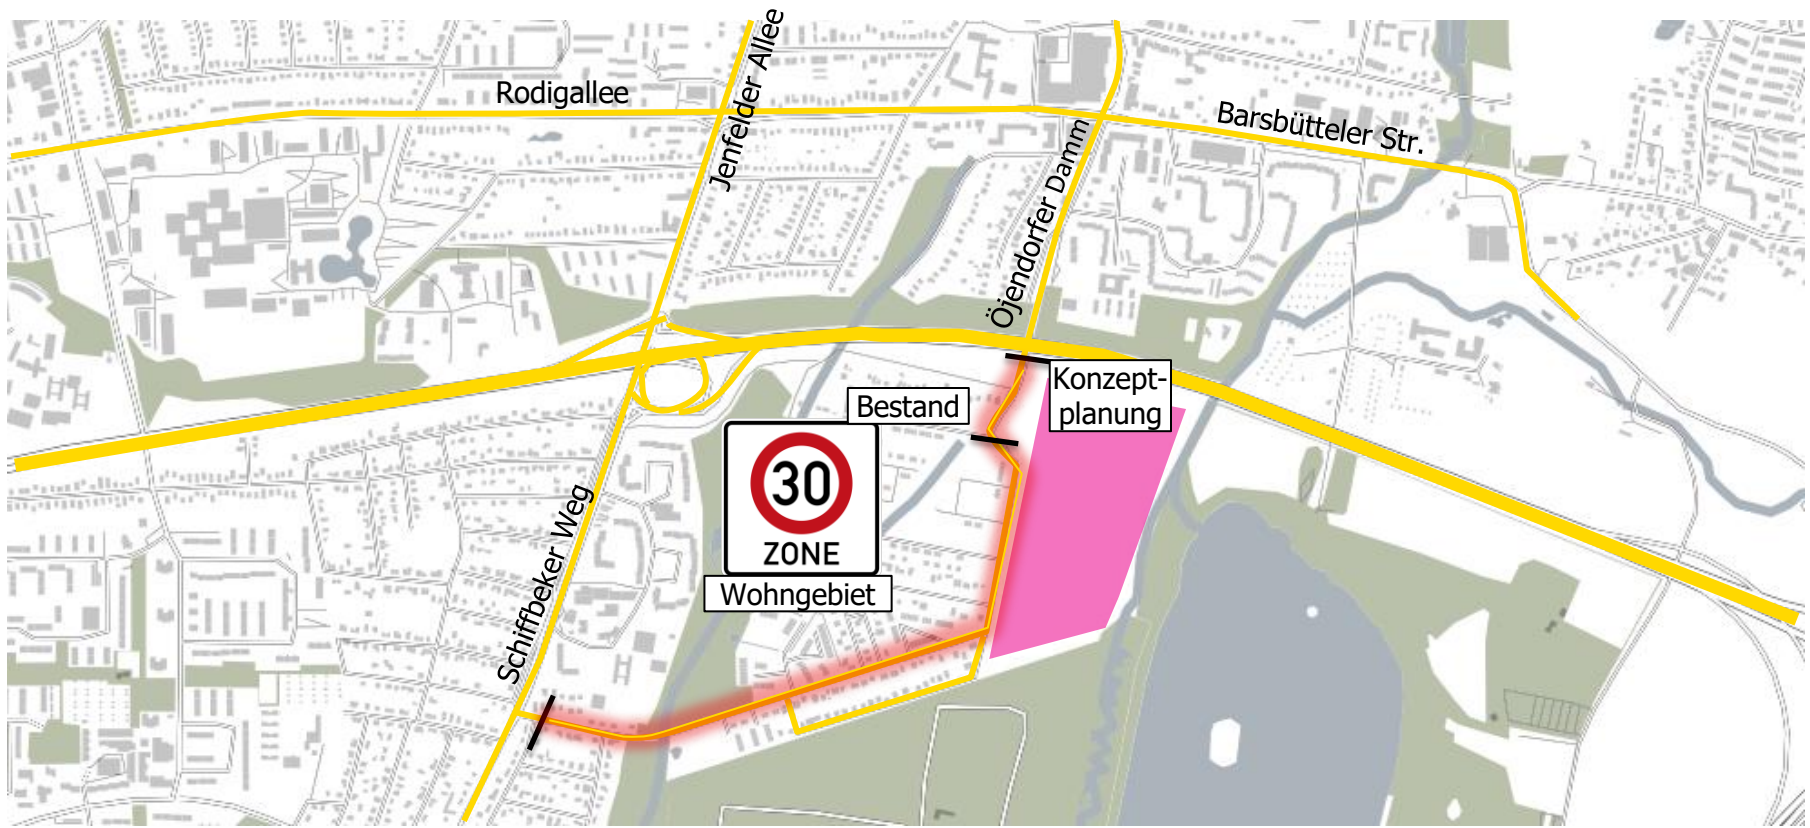 Rodigallee
Jenfelder Allee
Barsbütteler Str.
Öjendorfer Damm
Konzept-
planung
Bestand
30
ZONE
Wohngebiet
Schiffbeker Weg